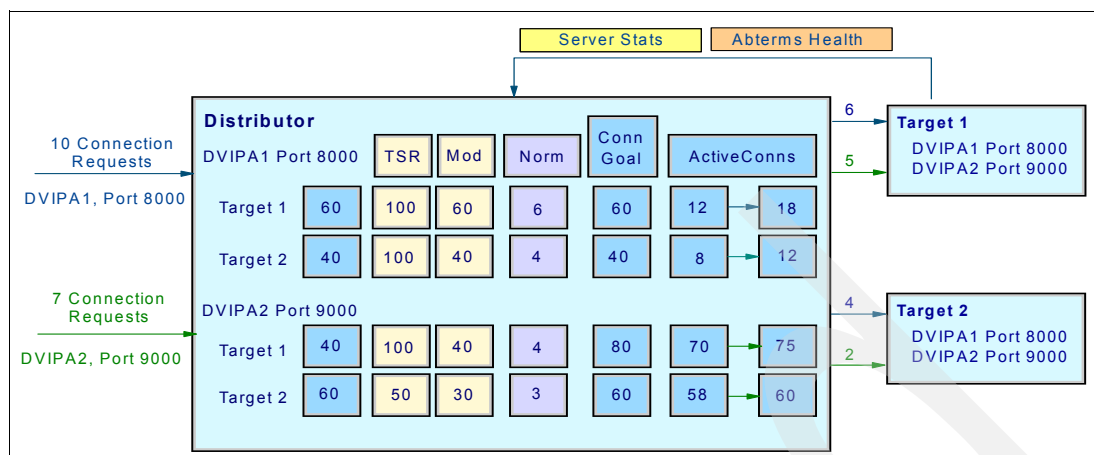 Server Stats
Abterms Health
Distributor
DVIPA1 Port 8000
TSR
Mod
Norm
Conn
Goal
ActiveConns
10 Connection
Requests
DVIPA1, Port 8000
Target 1
60
100
60
6
60
12
18
Target 2
40
100
40
4
40
8
12
7 Connection
Requests
DVIPA2, Port 9000
DVIPA2 Port 9000
Target 1
40
100
40
4
80
70
75
Target 2
60
50
30
3
60
58
60
6
5
Target 1
DVIPA1 Port 8000
DVIPA2 Port 9000
4
2
Target 2
DVIPA1 Port 8000
DVIPA2 Port 9000